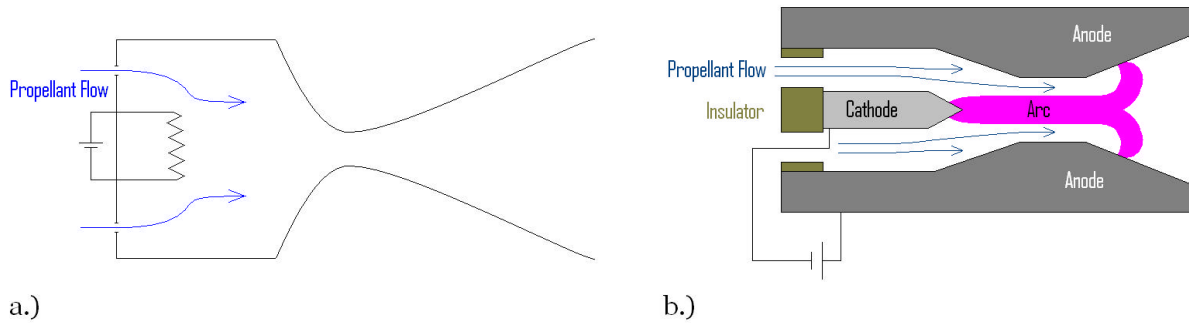 Propellant Flow
a.)
Anode
Propellant Flow
Insulator
Cathode
Arc
Anode
b.)